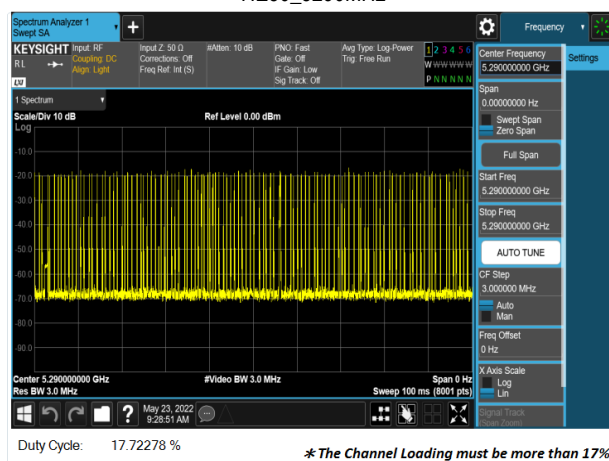 Spectrum Analyzer 1
Swept SA
+
Frequency
KEYSIGHT
RL
Input: RF
Coupling: DC
Align: Light
Input Z: 50 Ω
Corrections: Off
Freq Ref: Int (S)
#Atten: 10 dB
PNO: Fast
Gate: Off
IF Gain: Low
Sig Track: Off
Avg Type: Log-Power
Trig: Free Run
1 2 3 4 5 6
W W W W W W
P N N N N N
LXI
1 Spectrum
Scale/Div 10 dB
Ref Level 0.00 dBm
Log
-10.0
-20.0
-30.0
-40.0
-50.0
-60.0
-70.0
-80.0
-90.0
Center 5.290000000 GHz
#Video BW 3.0 MHz
Span 0 Hz
Res BW 3.0 MHz
Sweep 100 ms (8001 pts)
?
May 23, 2022
9:28:51 AM
Center Frequency
5.290000000 GHz
Settings
Span
0.00000000 Hz
Swept Span
Zero Span
Full Span
Start Freq
5.290000000 GHz
Stop Freq
5.290000000 GHz
AUTO TUNE
CF Step
3.000000 MHz
Auto
Man
Freq Offset
0 Hz
X Axis Scale
Log
Lin
Signal Track
(Span Zoom)
Duty Cycle: 17.72278 %
* The Channel Loading must be more than 17%